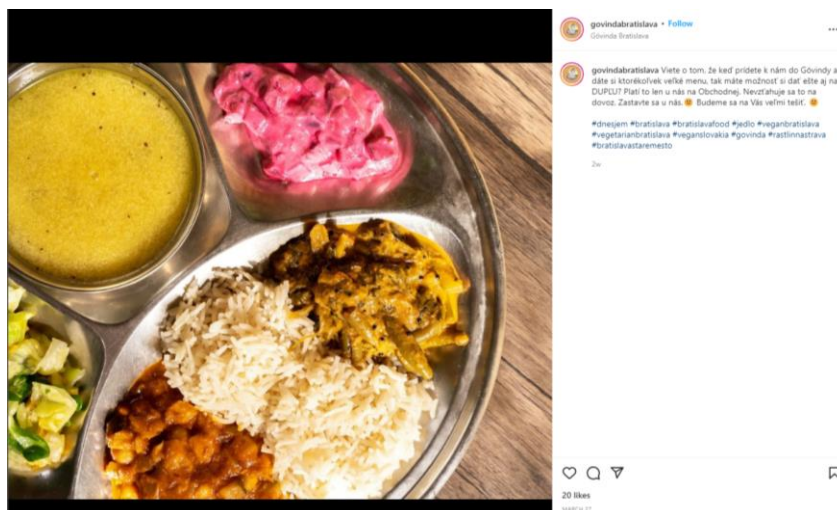 govindabratislava • Follow
Góvinda Bratislava
govindabratislava Viete o tom, že keď prídete k nám do Góvindy a
dáte si ktorékoľvek veľké menu, tak máte možnosť si dať ešte aj na
DUPĽU? Platí to len u nás na Obchodnej. Nevzťahuje sa to na
dovoz. Zastavte sa u nás. Budeme sa na Vás veľmi tešiť.
#dnesjem #bratislava #bratislavafood #jedlo #veganbratislava
#vegetarianbratislava #veganslovakia #govinda #rastlinnastrava
#bratislavastaremesto
2w
20 likes
MARCH 27